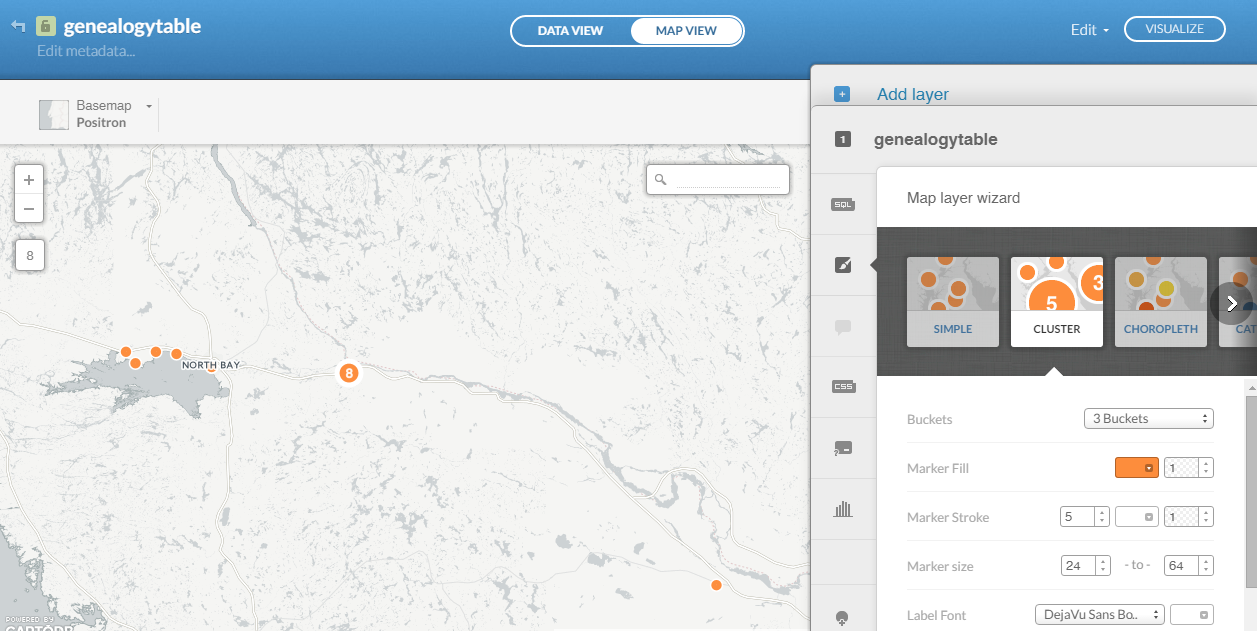 genealogytable
Edit metadata...
DATA VIEW
MAP VIEW
Edit
VISUALIZE
Basemap
Positron
+
−
8
NORTH BAY
8
POWERED BY
CARTODB
+
Add layer
1
genealogytable
SQL
Map layer wizard
5
3
SIMPLE
CLUSTER
CHOROPLETH
CAT
CSS
Buckets
3 Buckets
Marker Fill
1
Marker Stroke
5
1
Marker size
24
- to -
64
Label Font
DejaVu Sans Bo..